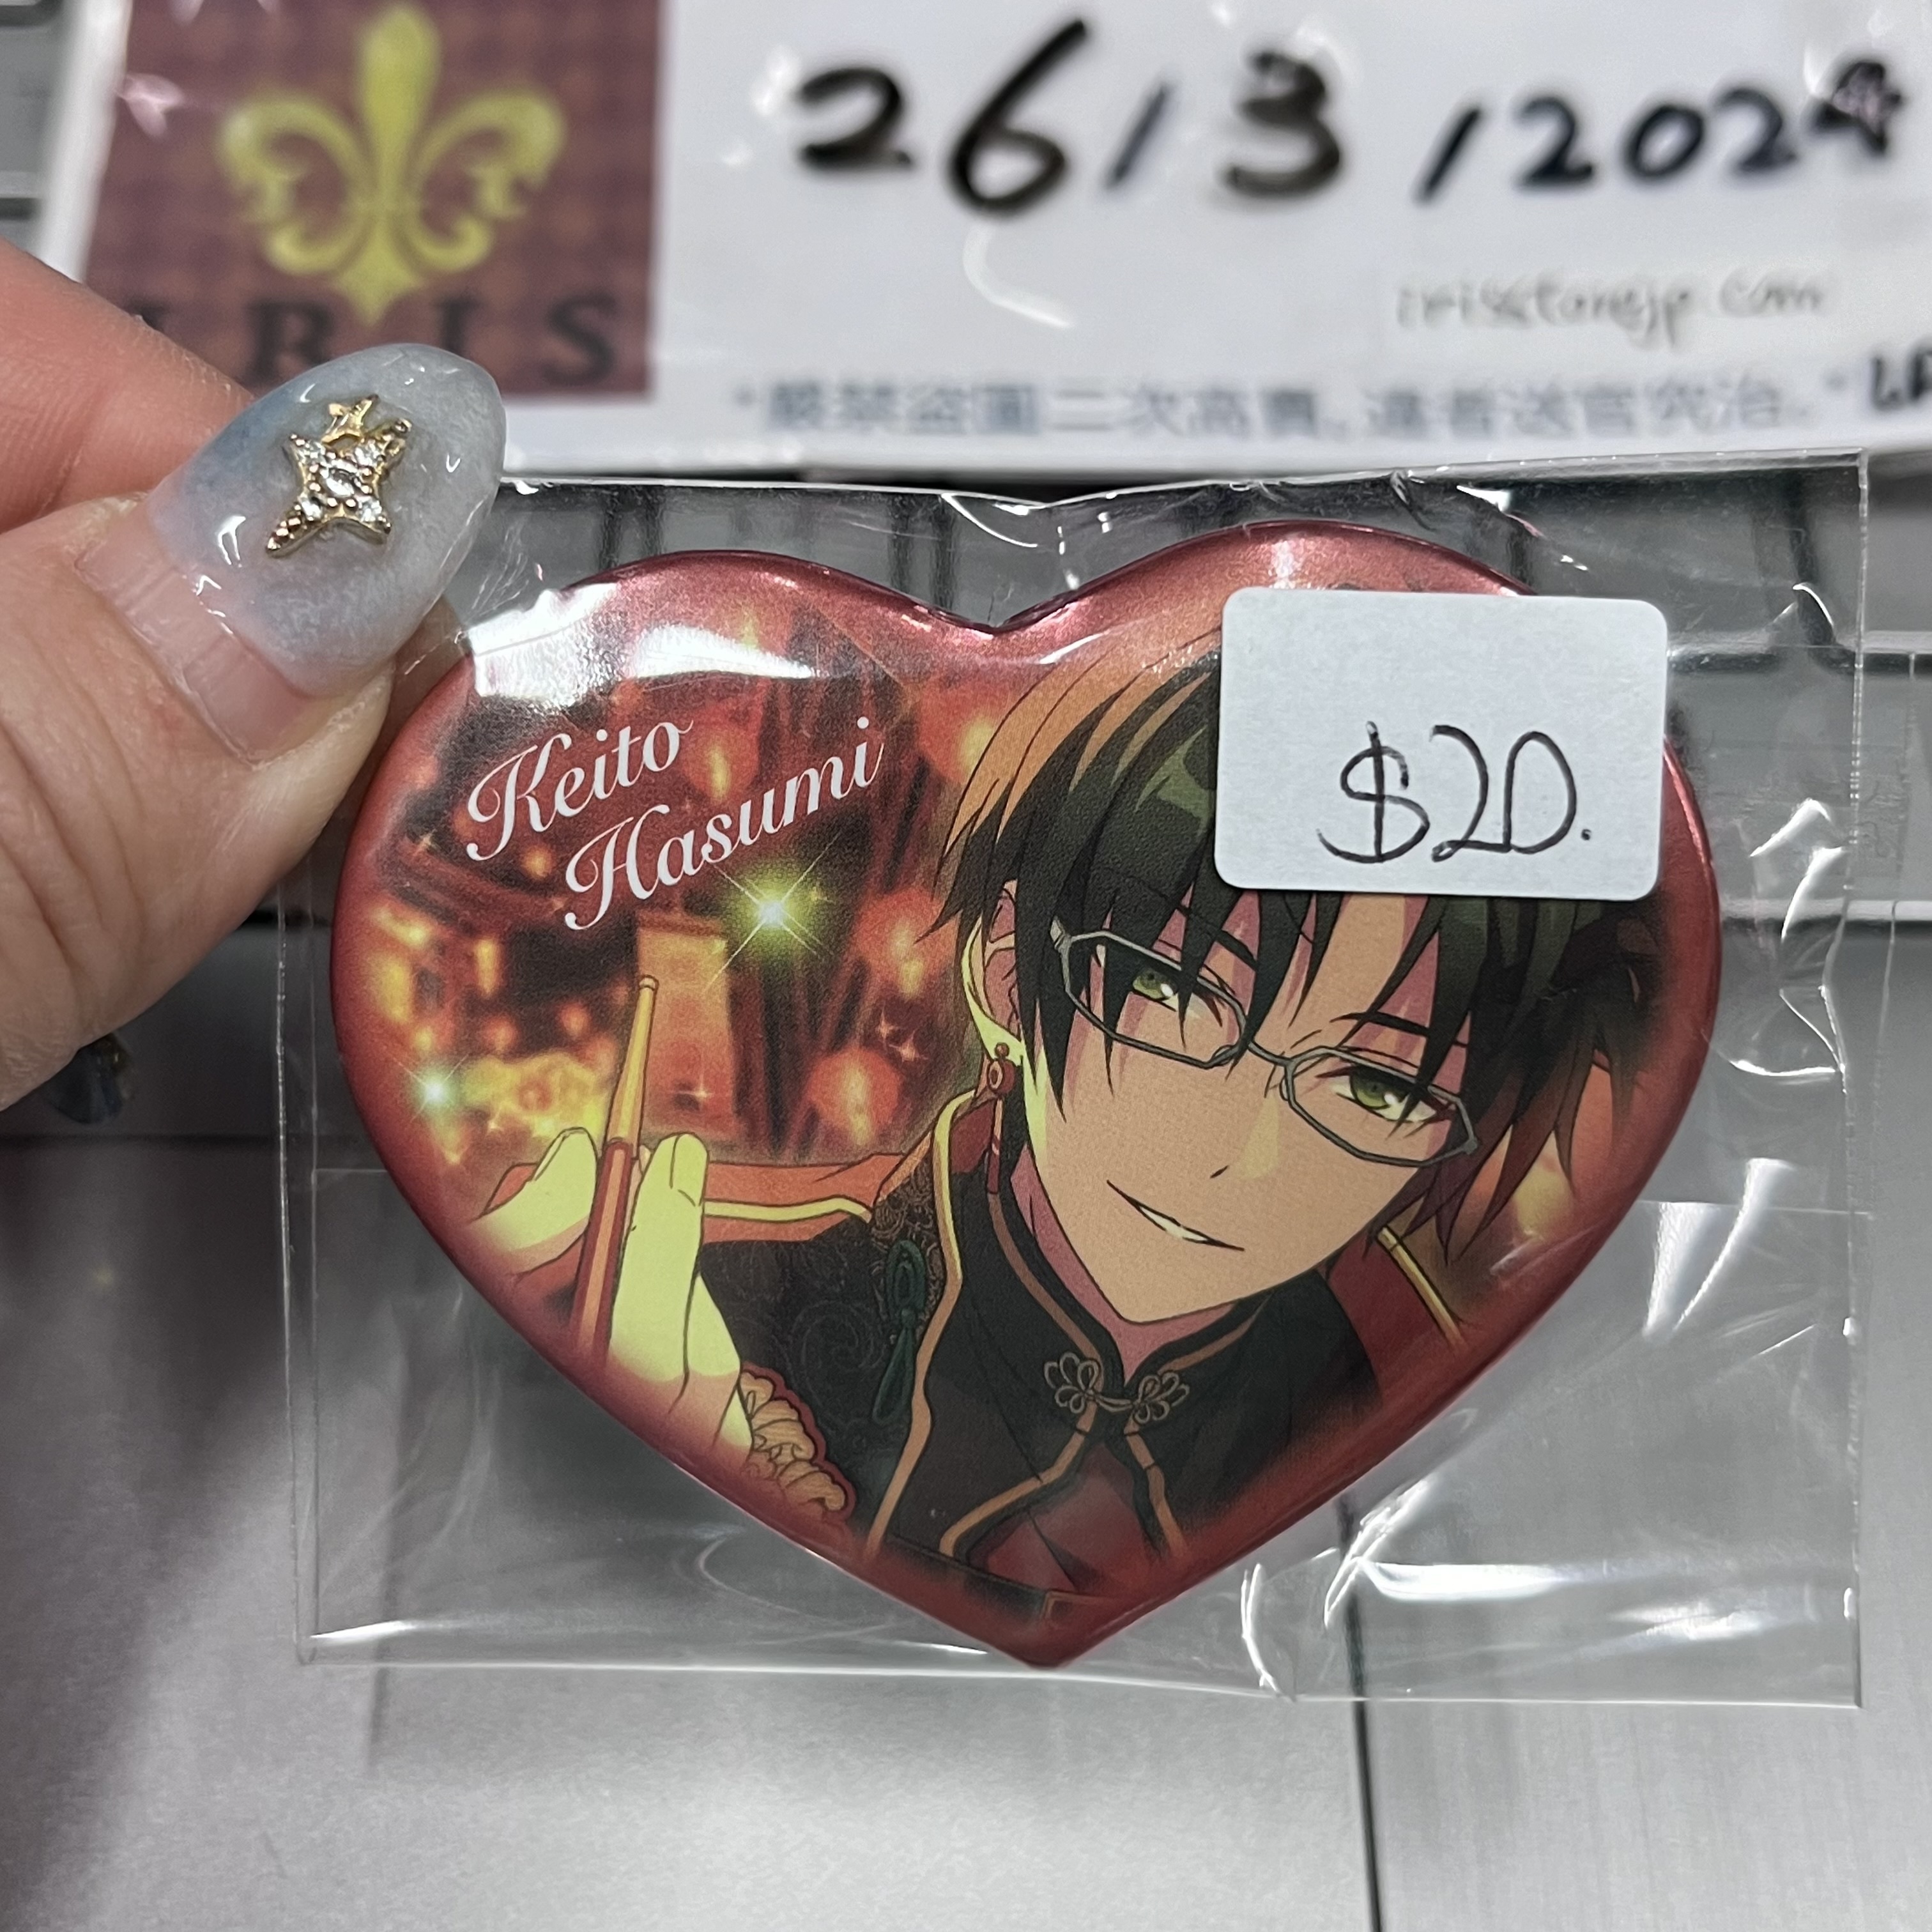 26/3/2024
IRIS
irisstongjp.com
*嚴禁盜圖二次高賣,違者送官究治.*
$20.
Keito
Hasumi